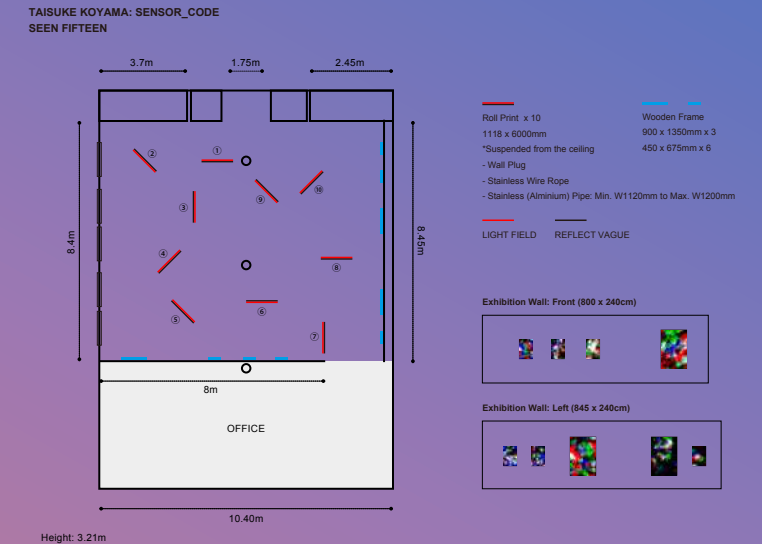 TAISUKE KOYAMA: SENSOR_CODE
SEEN FIFTEEN
3.7m
1.75m
2.45m
①
②
③
④
⑤
⑥
⑦
⑧
⑨
⑩
8.4m
8.45m
8m
OFFICE
10.40m
Height: 3.21m
Roll Print x 10
1118 x 6000mm
*Suspended from the ceiling
- Wall Plug
- Stainless Wire Rope
- Stainless (Alminium) Pipe: Min. W1120mm to Max. W1200mm
Wooden Frame
900 x 1350mm x 3
450 x 675mm x 6
LIGHT FIELD
REFLECT VAGUE
Exhibition Wall: Front (800 x 240cm)
Exhibition Wall: Left (845 x 240cm)